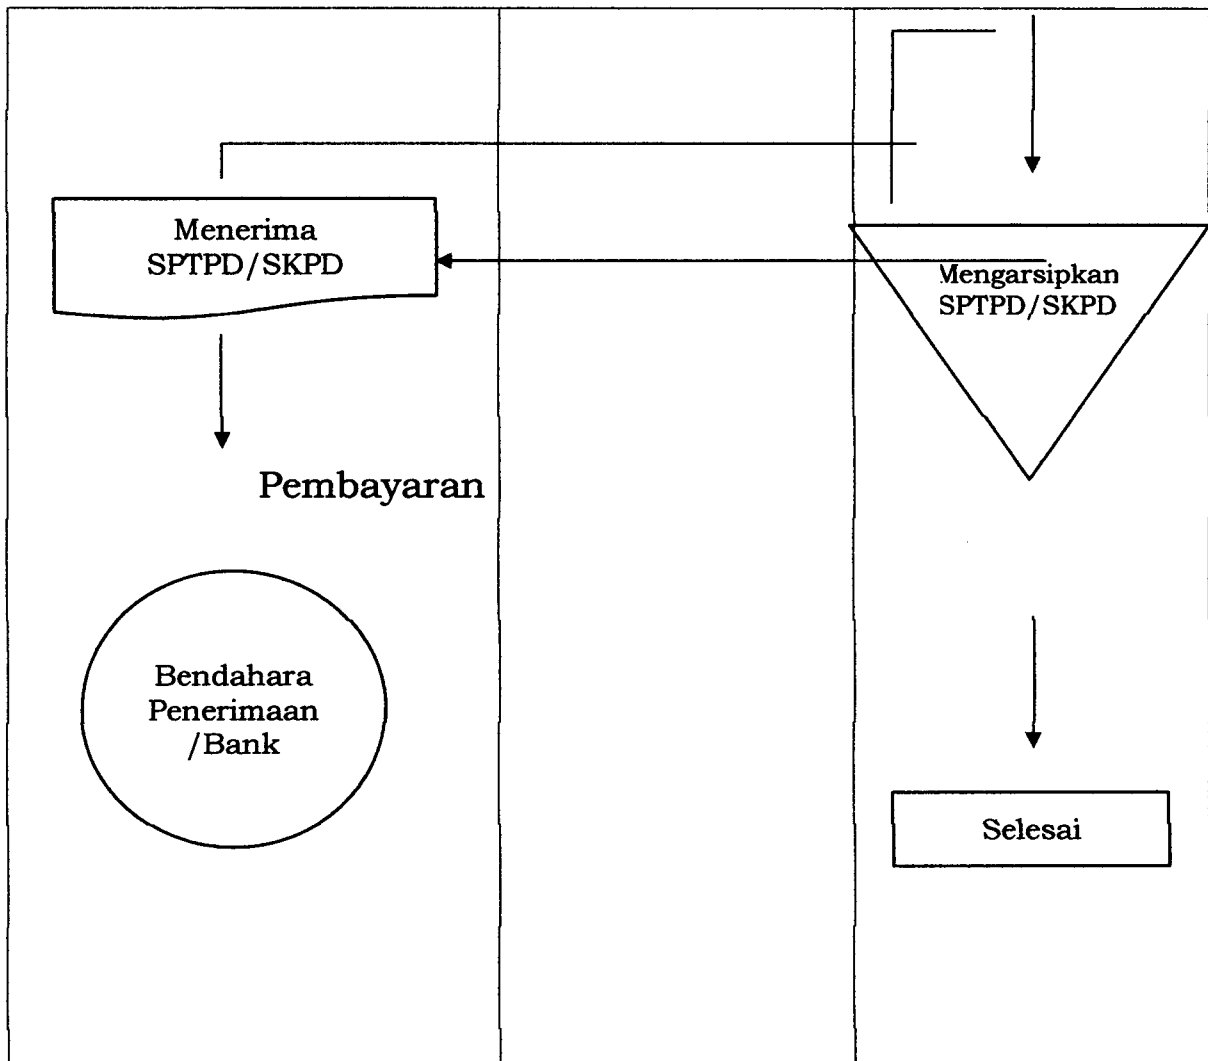 Menerima
SPTPD/SKPD
Mengarsipkan
SPTPD/SKPD
Pembayaran
Bendahara
Penerimaan
/Bank
Selesai